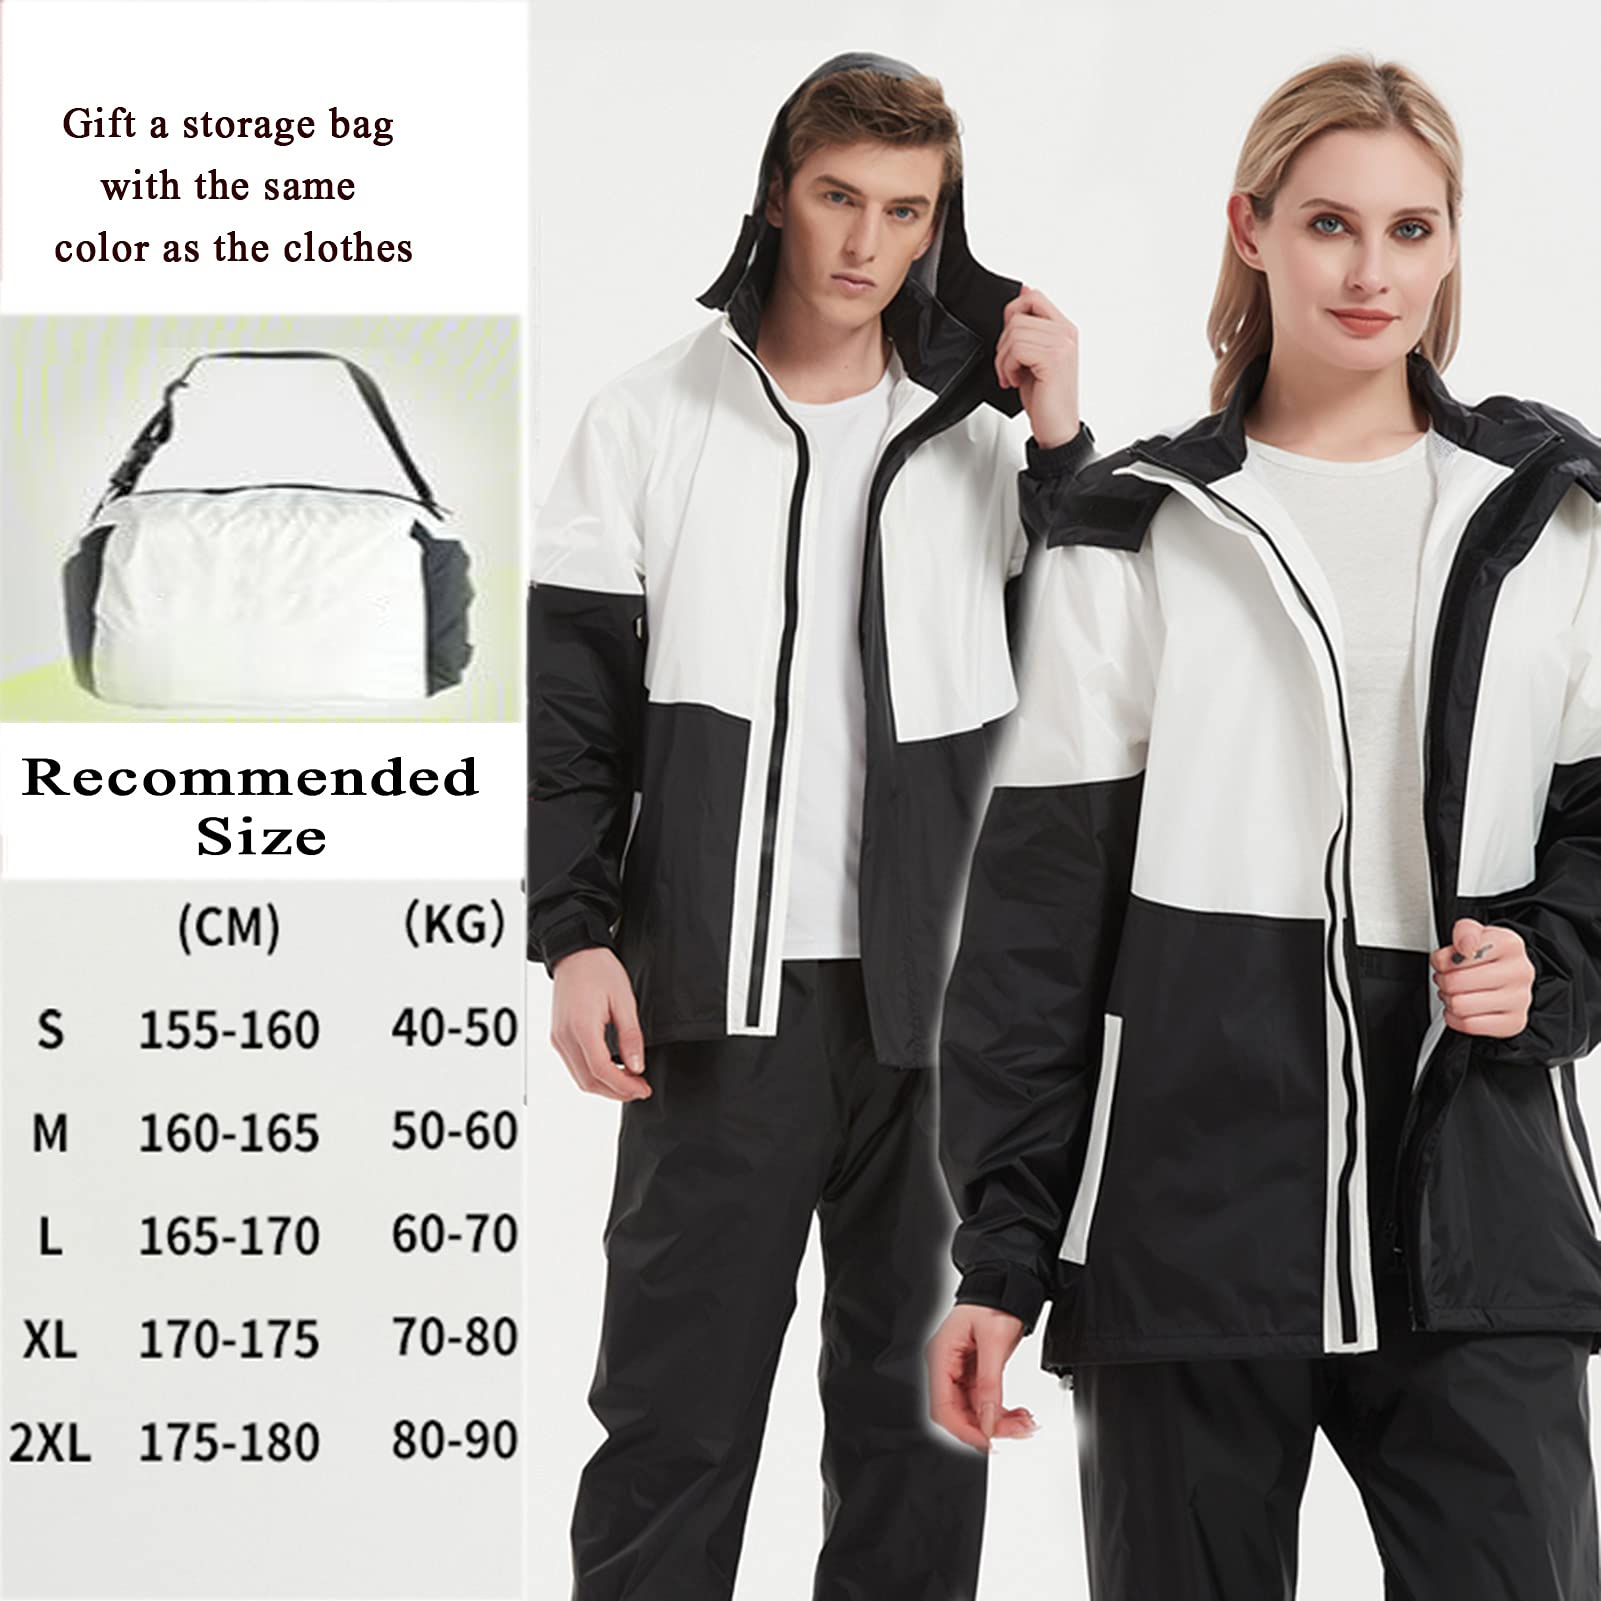 Gift a storage bag
with the same
color as the clothes
Recommended
Size
(CM) (KG)
S 155-160 40-50
M 160-165 50-60
L 165-170 60-70
XL 170-175 70-80
2XL 175-180 80-90